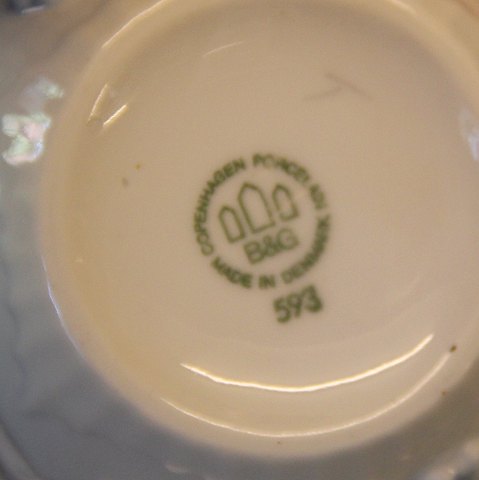 COPENHAGEN PORCELAIN
B&G
MADE IN DENMARK
593